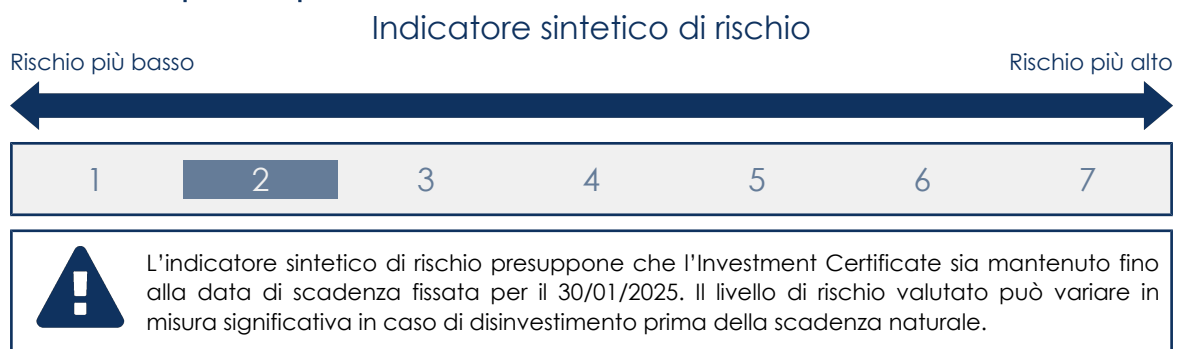 Indicatore sintetico di rischio
Rischio più basso
Rischio più alto
1 2 3 4 5 6 7
L'indicatore sintetico di rischio presuppone che l'Investment Certificate sia mantenuto fino
alla data di scadenza fissata per il 30/01/2025. Il livello di rischio valutato può variare in
misura significativa in caso di disinvestimento prima della scadenza naturale.